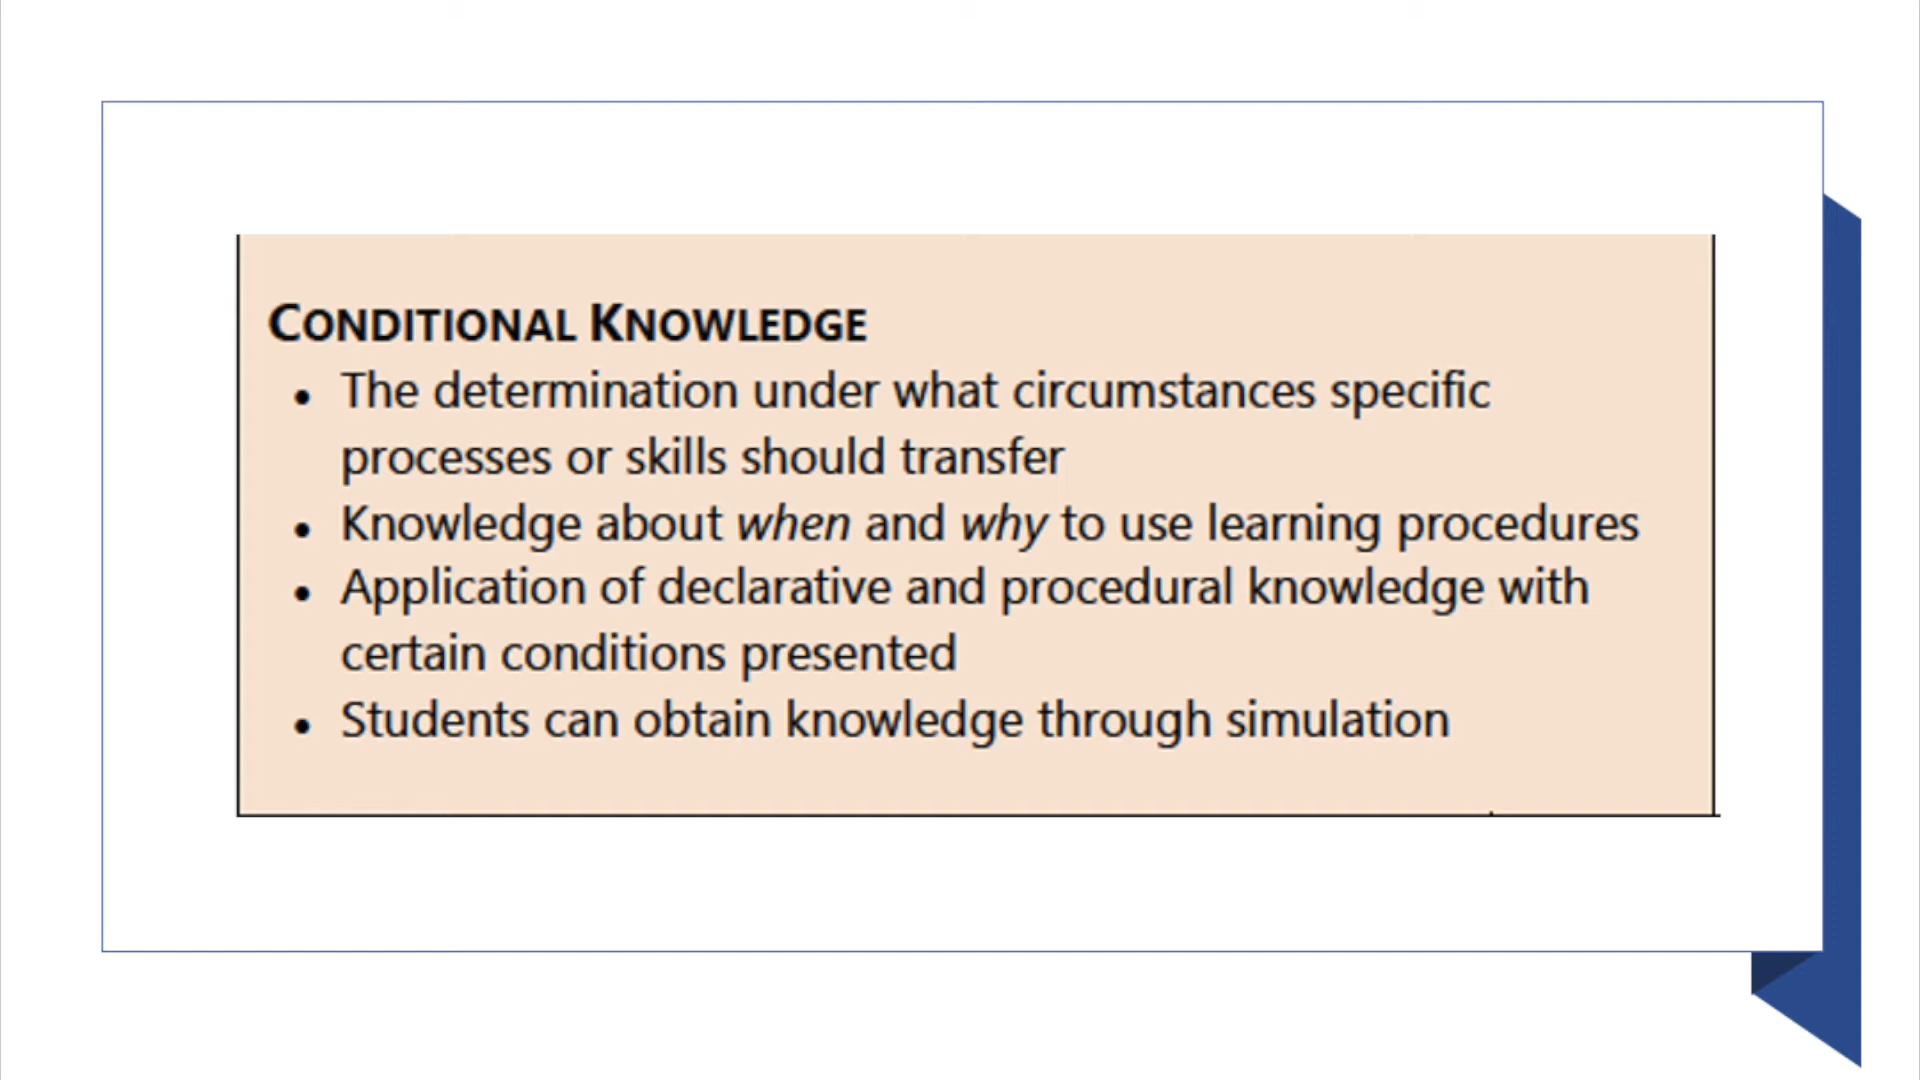 CONDITIONAL KNOWLEDGE
• The determination under what circumstances specific
processes or skills should transfer
• Knowledge about when and why to use learning procedures
• Application of declarative and procedural knowledge with
certain conditions presented
• Students can obtain knowledge through simulation